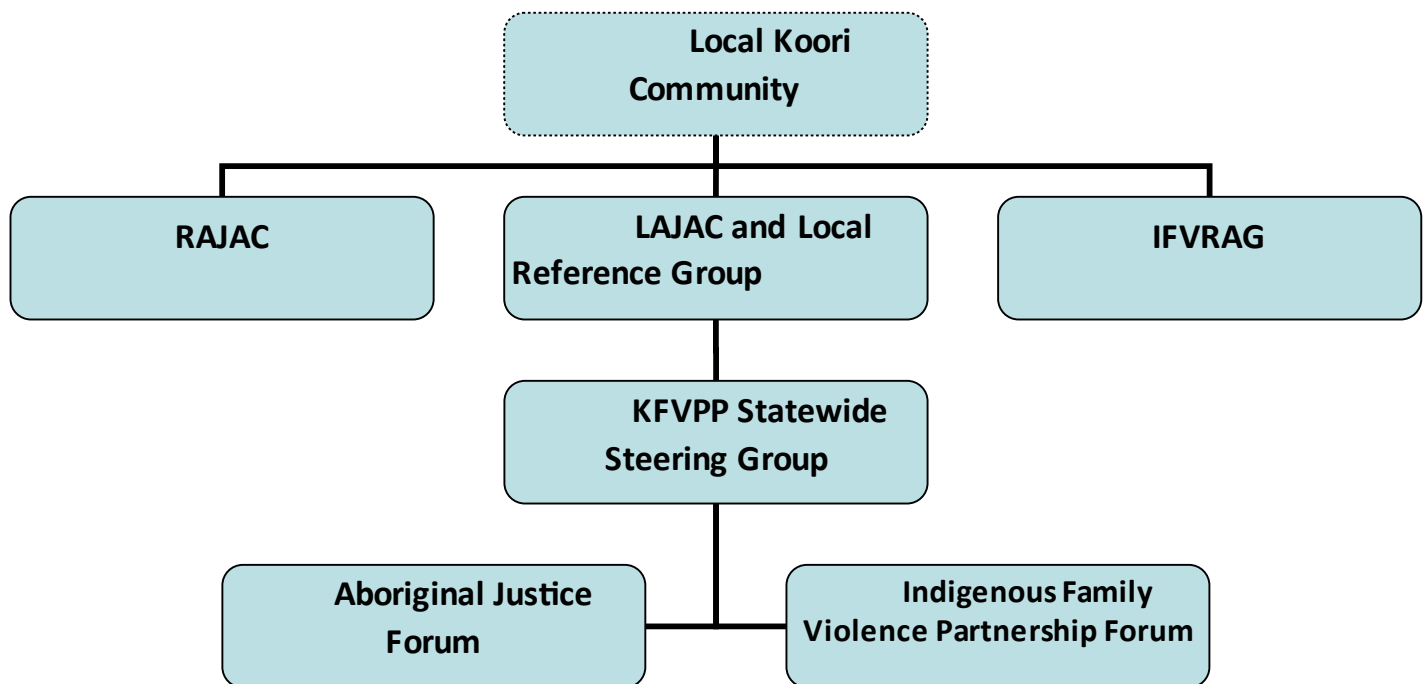 Local Koori
Community
RAJAC
LAJAC and Local
Reference Group
IFVRAG
KFVPP Statewide
Steering Group
Aboriginal Justice
Forum
Indigenous Family
Violence Partnership Forum